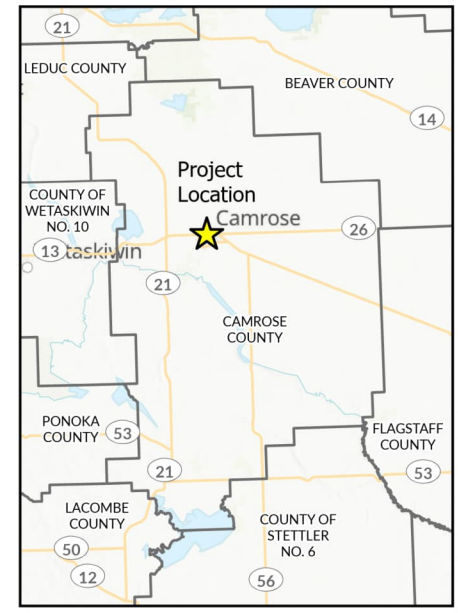 21
LEDUC COUNTY
BEAVER COUNTY
14
Project
Location
Camrose
COUNTY OF
WETASKIWIN
NO. 10
26
13
taskiwin
21
CAMROSE
COUNTY
PONOKA
COUNTY
53
FLAGSTAFF
COUNTY
21
53
LACOMBE
COUNTY
COUNTY OF
STETTLER
NO. 6
50
12
56